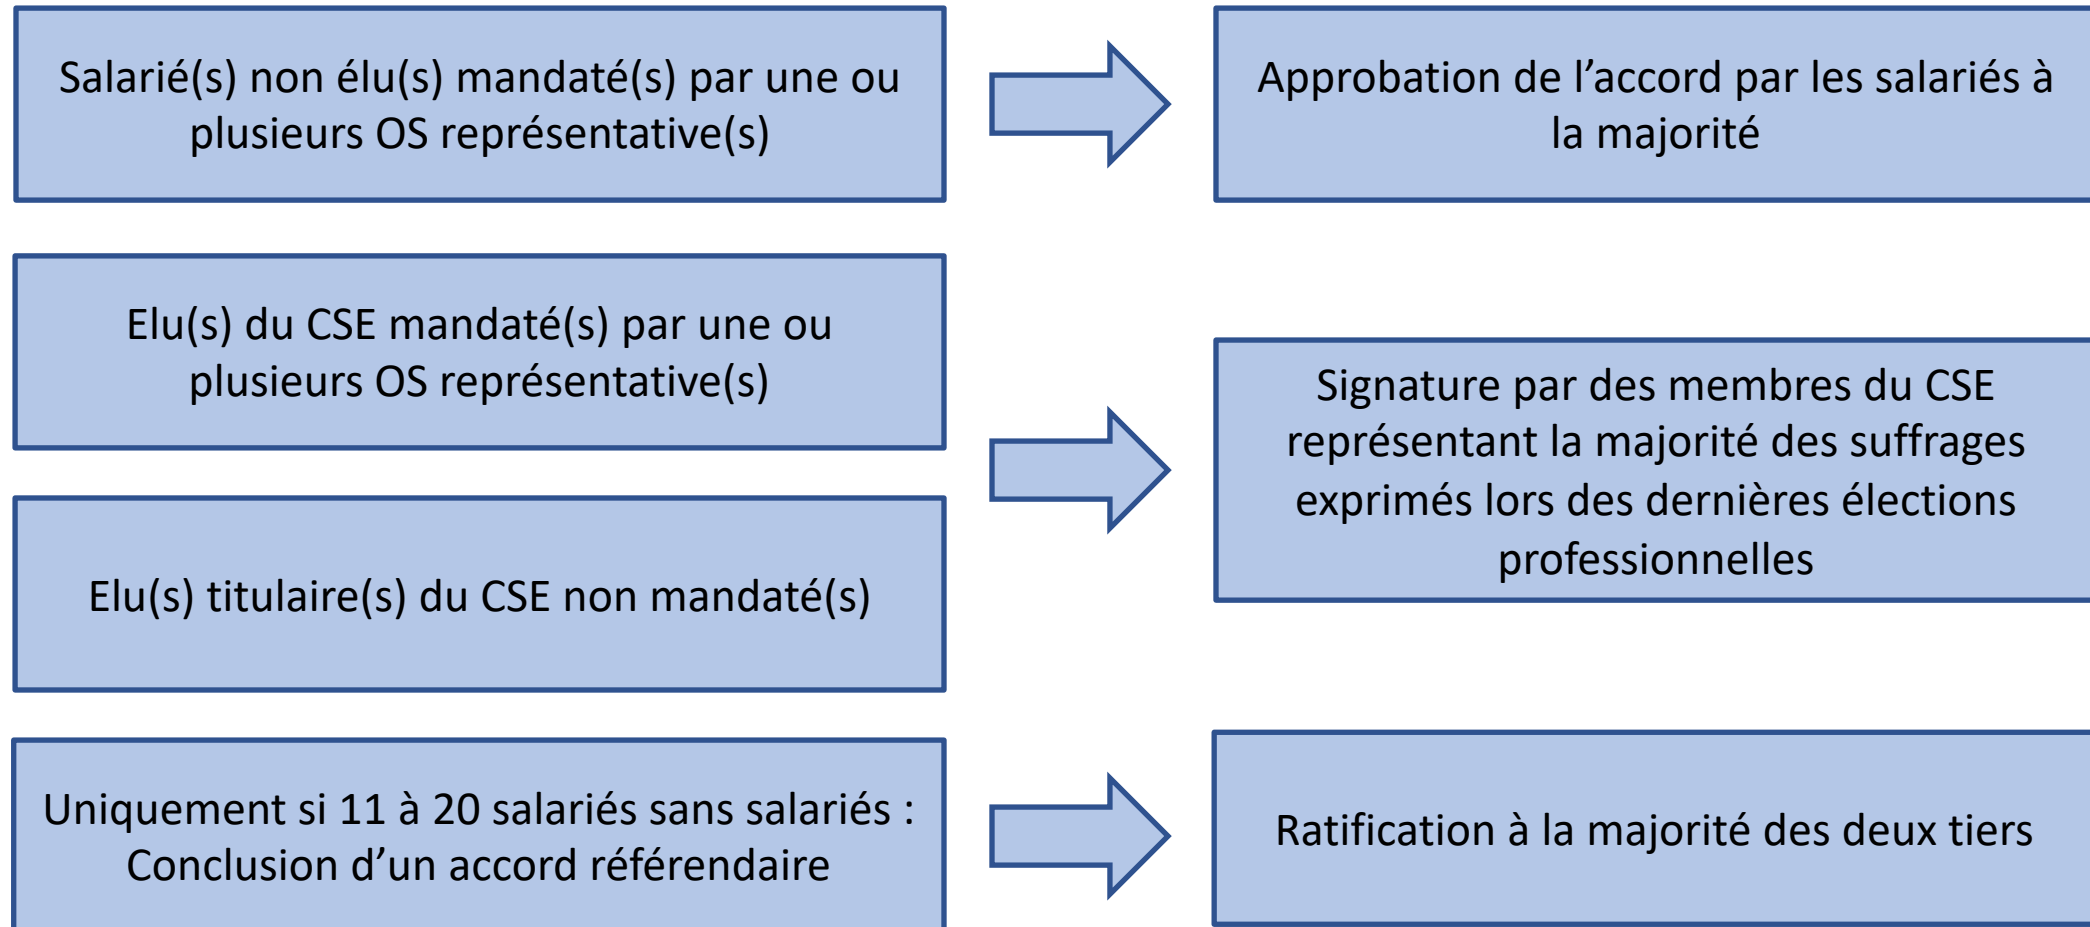 Salarié(s) non élu(s) mandaté(s) par une ou
plusieurs OS représentative(s)
Approbation de l’accord par les salariés à
la majorité
Elu(s) du CSE mandaté(s) par une ou
plusieurs OS représentative(s)
Elu(s) titulaire(s) du CSE non mandaté(s)
Signature par des membres du CSE
représentant la majorité des suffrages
exprimés lors des dernières élections
professionnelles
Uniquement si 11 à 20 salariés sans salariés :
Conclusion d’un accord référendaire
Ratification à la majorité des deux tiers